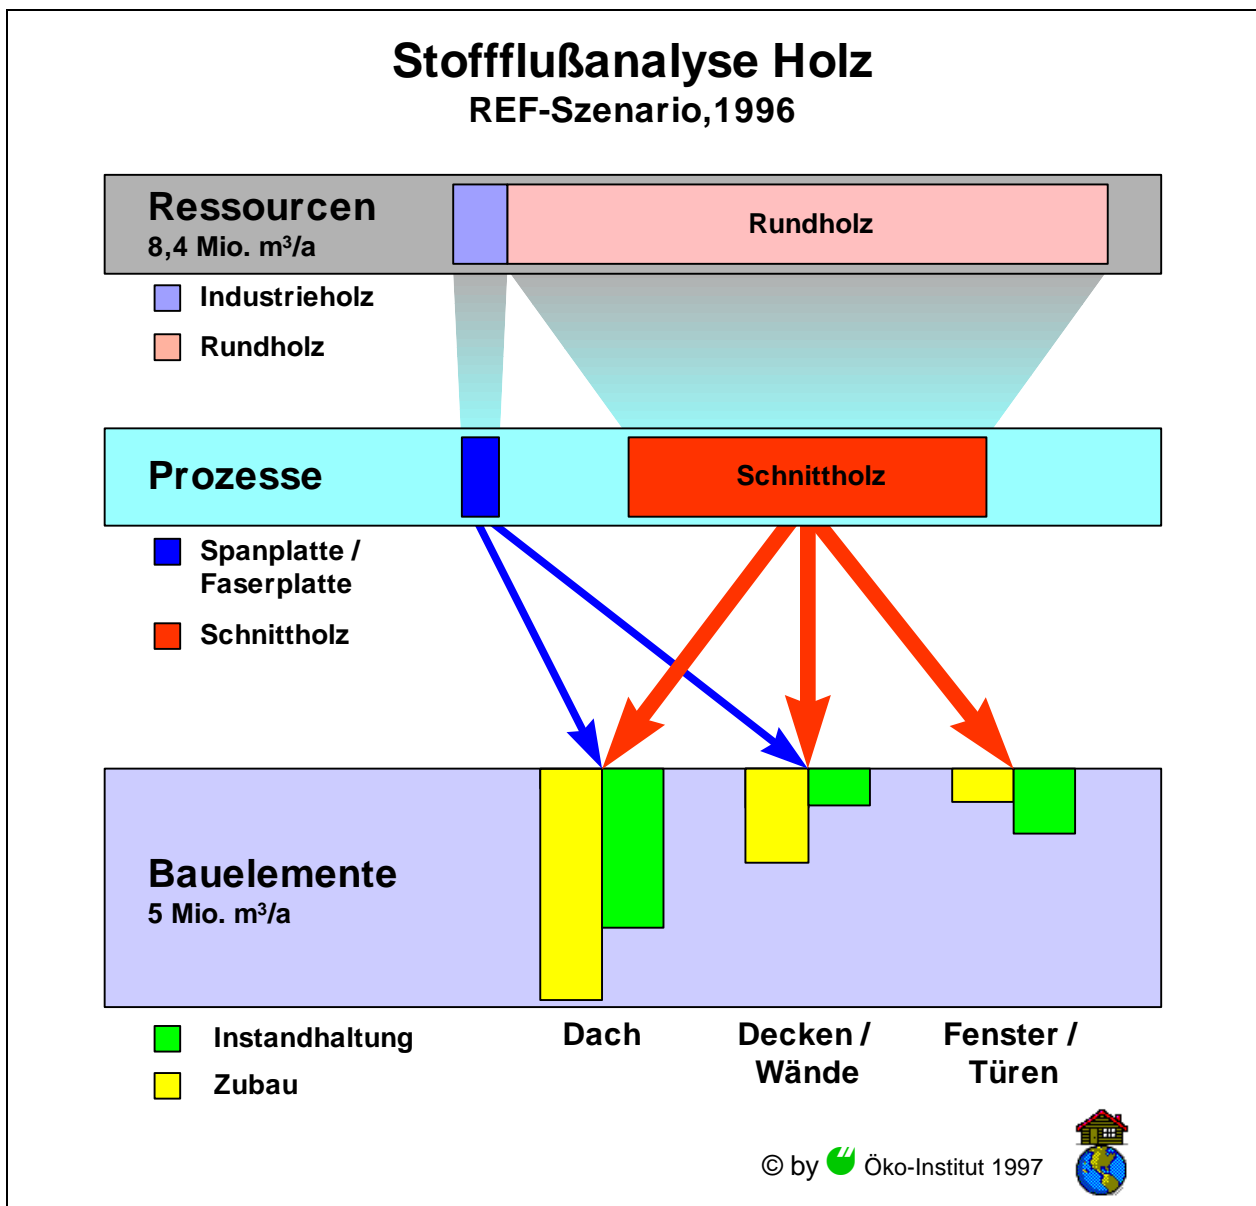 Stoffflußanalyse Holz
REF-Szenario,1996
Ressourcen
8,4 Mio. m³/a
Rundholz
Industrieholz
Rundholz
Prozesse
Schnittholz
Spanplatte /
Faserplatte
Schnittholz
Bauelemente
5 Mio. m³/a
Instandhaltung
Zubau
Dach
Decken /
Wände
Fenster /
Türen
© by Öko-Institut 1997